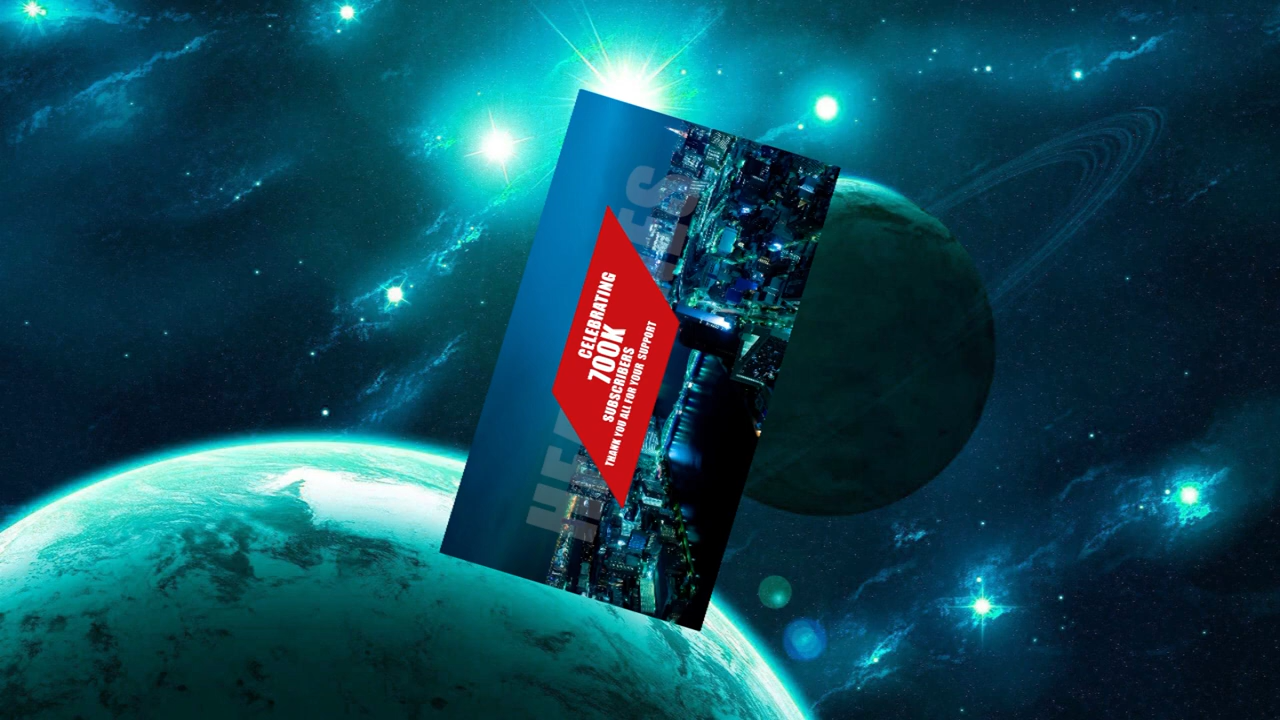 CELEBRATING
700K
SUBSCRIBERS
THANK YOU ALL FOR YOUR SUPPORT